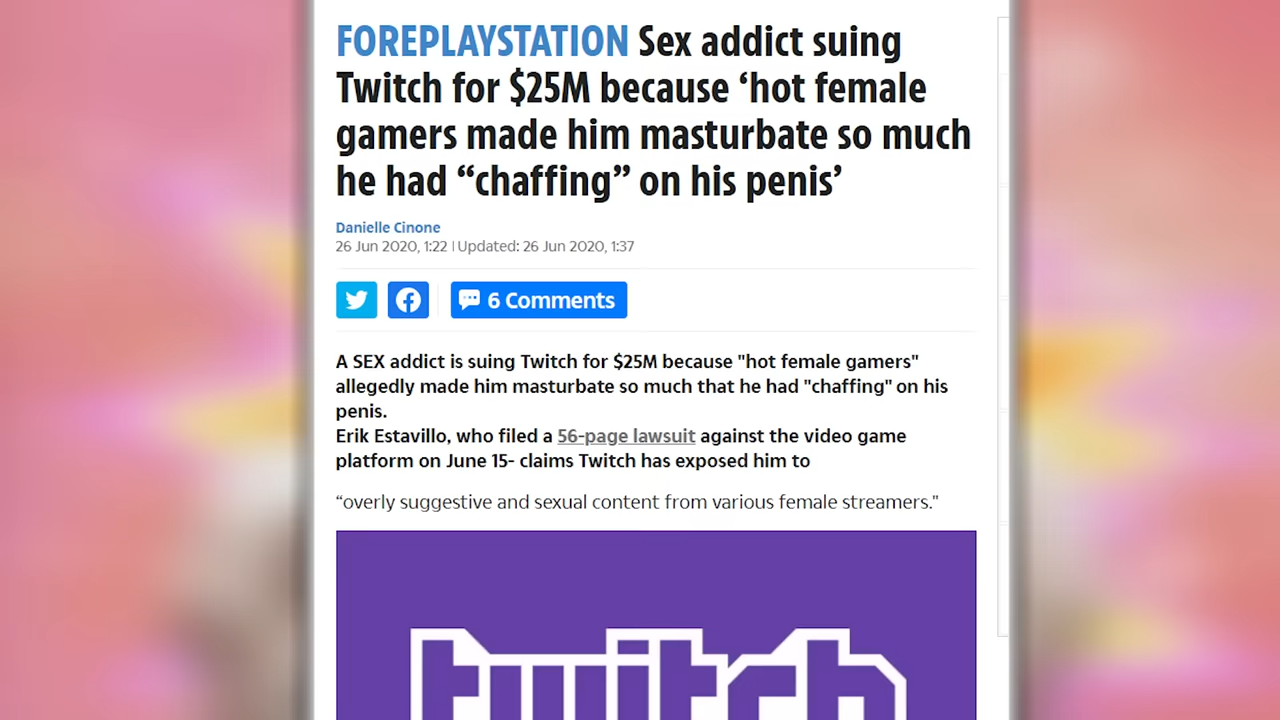 FOREPLAYSTATION Sex addict suing
Twitch for $25M because ‘hot female
gamers made him masturbate so much
he had “chaffing” on his penis’
Danielle Cinone
26 Jun 2020, 1:22 | Updated: 26 Jun 2020, 1:37
6 Comments
A SEX addict is suing Twitch for $25M because "hot female gamers"
allegedly made him masturbate so much that he had "chaffing" on his
penis.
Erik Estavillo, who filed a 56-page lawsuit against the video game
platform on June 15- claims Twitch has exposed him to
“overly suggestive and sexual content from various female streamers."
twitch